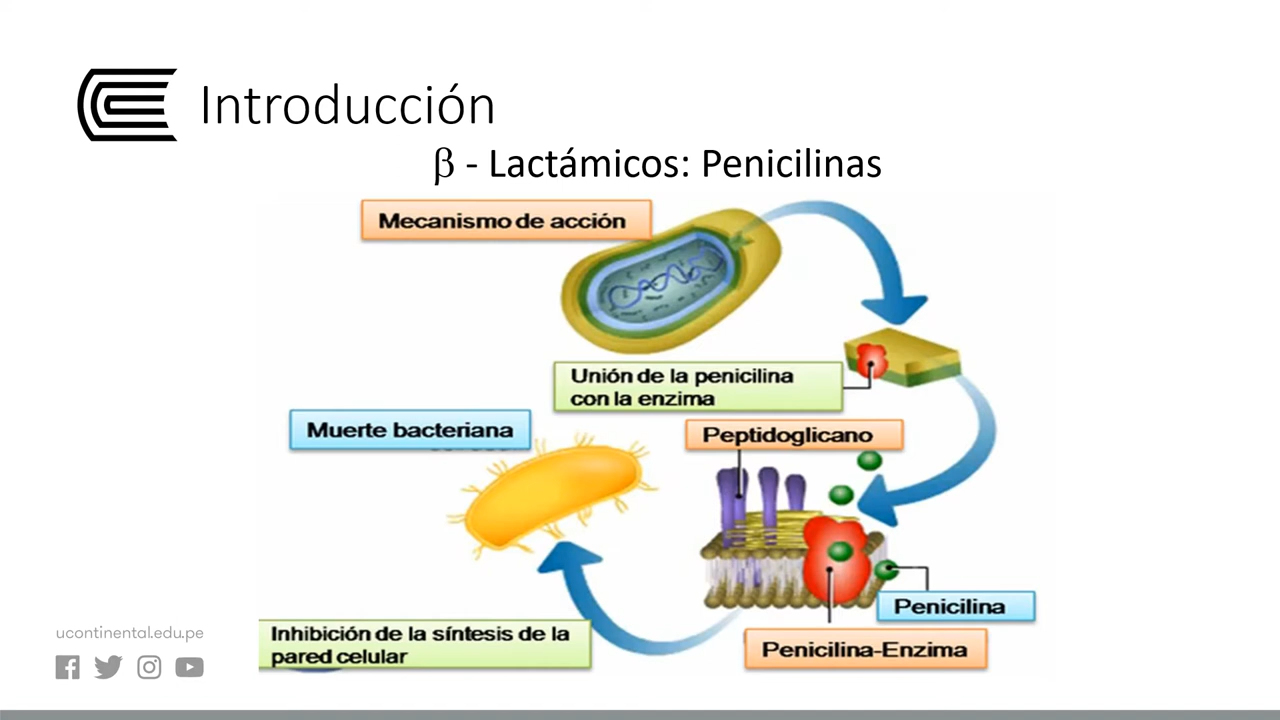 Introducción
β - Lactámicos: Penicilinas
Mecanismo de acción
Unión de la penicilina
con la enzima
Muerte bacteriana
Peptidoglicano
Penicilina
Penicilina-Enzima
Inhibición de la síntesis de la
pared celular
ucontinental.edu.pe